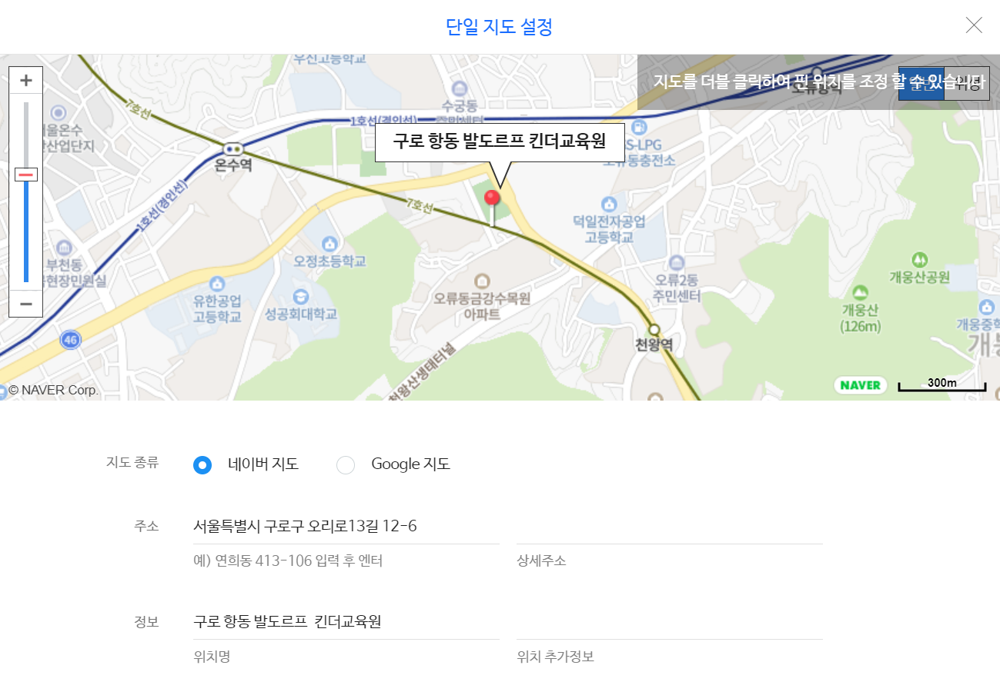 단일 지도 설정
우신고등학교
지도를 더블 클릭하여 핀 위치를 조정 할 수 있습니다
위성
7호선
수궁동
주민센터
1호선(경인선)
온수
산업단지
구로 항동 발도르프 킨더교육원
GS-LPG
오류동충전소
온수역
1호선(경인선)
7호선
덕일전자공업
고등학교
부천동
현장민원실
오정초등학교
개웅산공원
오류2동
주민센터
유한공업
고등학교
성공회대학교
오류동금강수목원
아파트
개웅산
(126m)
개웅중학
46
천왕역
천왕산생태터널
© NAVER Corp.
NAVER
300m
지도 종류
네이버 지도
Google 지도
주소
서울특별시 구로구 오리로13길 12-6
예) 연희동 413-106 입력 후 엔터
상세주소
정보
구로 항동 발도르프 킨더교육원
위치명
위치 추가정보